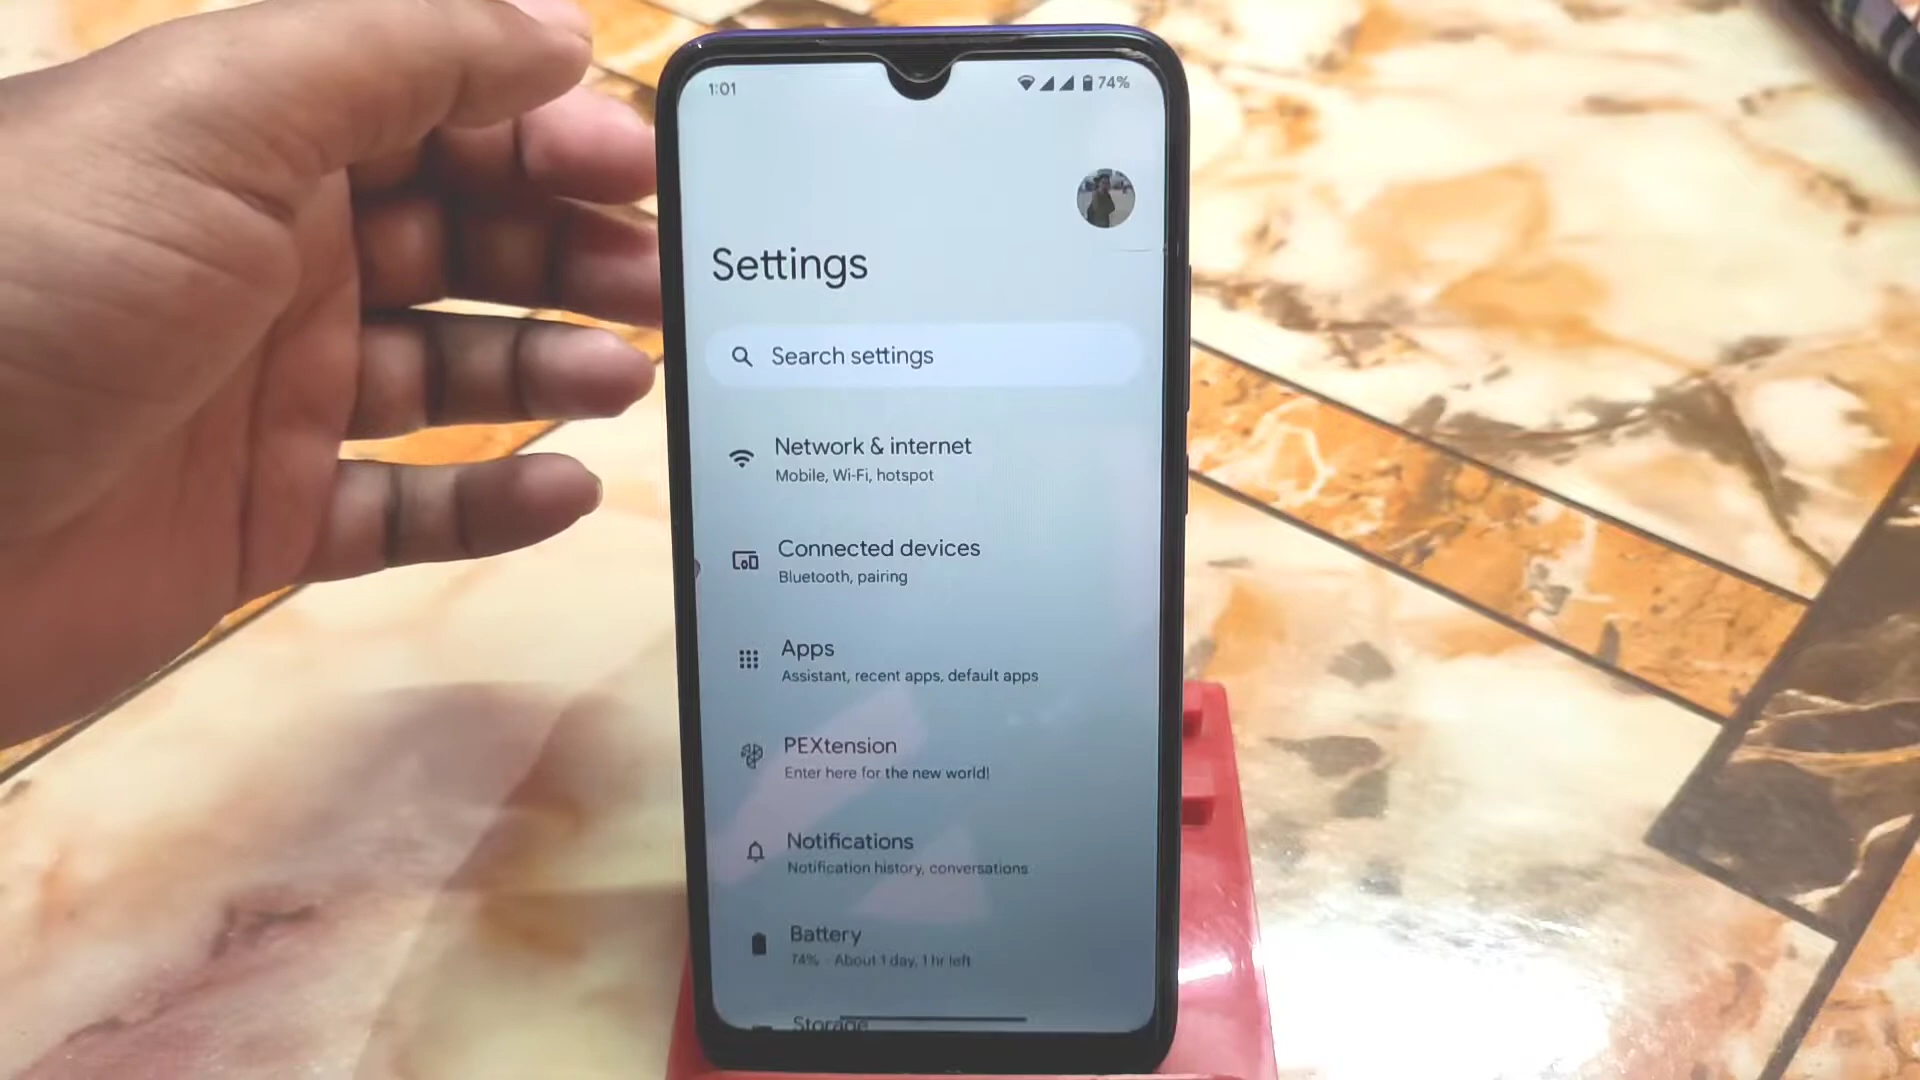 1:01
74%
Settings
Search settings
Network & internet
Mobile, Wi-Fi, hotspot
Connected devices
Bluetooth, pairing
Apps
Assistant, recent apps, default apps
PEXtension
Enter here for the new world!
Notifications
Notification history, conversations
Battery
74% · About 1 day, 1 hr left
Storage